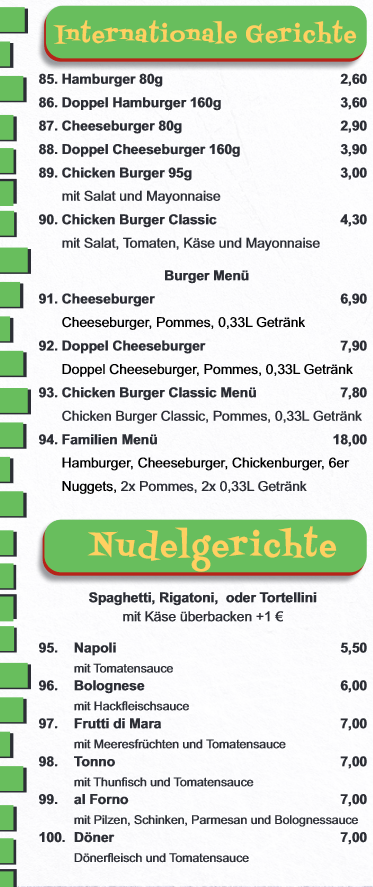 Internationale Gerichte
85. Hamburger 80g 2,60
86. Doppel Hamburger 160g 3,60
87. Cheeseburger 80g 2,90
88. Doppel Cheeseburger 160g 3,90
89. Chicken Burger 95g 3,00
mit Salat und Mayonnaise
90. Chicken Burger Classic 4,30
mit Salat, Tomaten, Käse und Mayonnaise
Burger Menü
91. Cheeseburger 6,90
Cheeseburger, Pommes, 0,33L Getränk
92. Doppel Cheeseburger 7,90
Doppel Cheeseburger, Pommes, 0,33L Getränk
93. Chicken Burger Classic Menü 7,80
Chicken Burger Classic, Pommes, 0,33L Getränk
94. Familien Menü 18,00
Hamburger, Cheeseburger, Chickenburger, 6er
Nuggets, 2x Pommes, 2x 0,33L Getränk
Nudelgerichte
Spaghetti, Rigatoni, oder Tortellini
mit Käse überbacken +1 €
95. Napoli 5,50
mit Tomatensauce
96. Bolognese 6,00
mit Hackfleischsauce
97. Frutti di Mara 7,00
mit Meeresfrüchten und Tomatensauce
98. Tonno 7,00
mit Thunfisch und Tomatensauce
99. al Forno 7,00
mit Pilzen, Schinken, Parmesan und Bolognessauce
100. Döner 7,00
Dönerfleisch und Tomatensauce